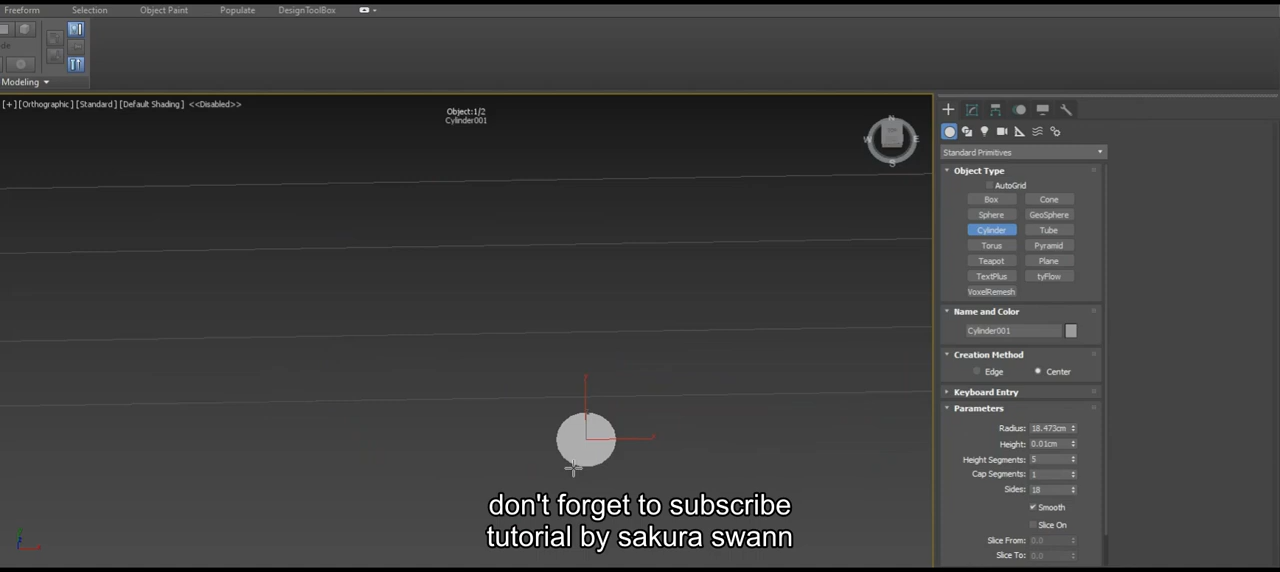 Freeform Selection Object Paint Populate DesignToolBox
Modeling
[+] [Orthographic] [Standard] [Default Shading] <<Disabled>>
Object:1/2
Cylinder001
N
W E
S
Standard Primitives
Object Type
AutoGrid
Box Cone
Sphere GeoSphere
Cylinder Tube
Torus Pyramid
Teapot Plane
TextPlus tyFlow
VoxelRemesh
Name and Color
Cylinder001
Creation Method
Edge Center
Keyboard Entry
Parameters
Radius: 18.473cm
Height: 0.01cm
Height Segments: 5
Cap Segments: 1
Sides: 18
Smooth
Slice On
Slice From: 0.0
Slice To: 0.0
don't forget to subscribe
tutorial by sakura swann